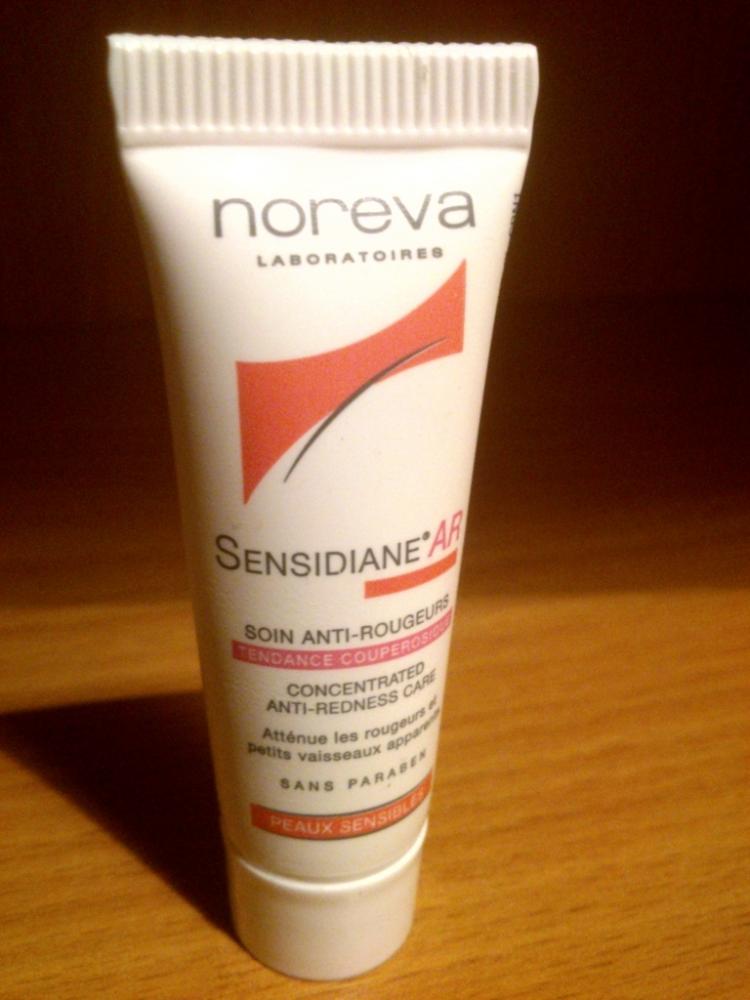 noreva
LABORATOIRES
SENSIDIANE® AR
SOIN ANTI-ROUGEURS
TENDANCE COUPEROSIQUE
CONCENTRATED
ANTI-REDNESS CARE
Atténue les rougeurs et
petits vaisseaux apparents
SANS PARABEN
PEAUX SENSIBLES